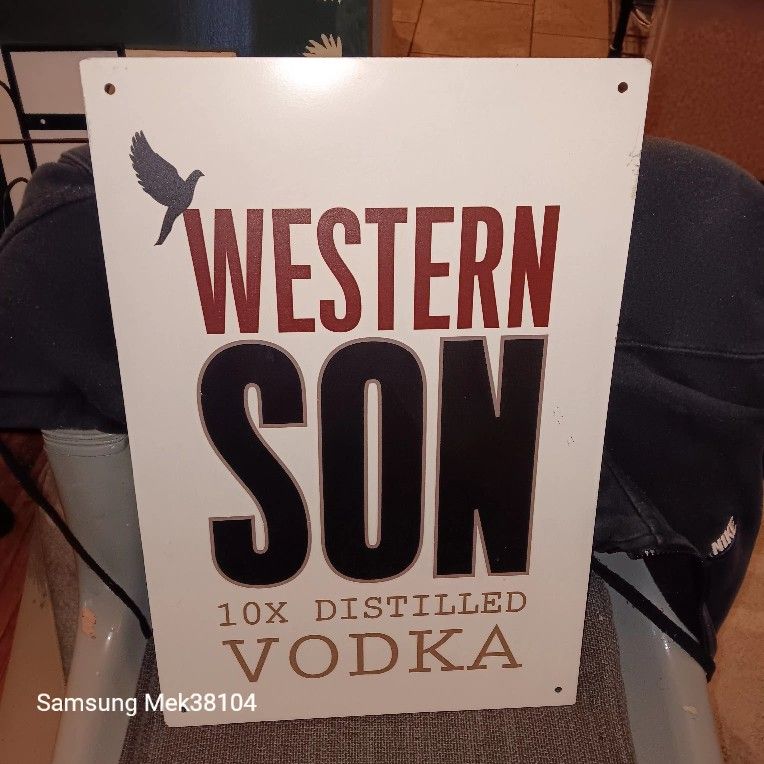 WESTERN
SON
10X DISTILLED
VODKA
NIKE
Samsung Mek38104